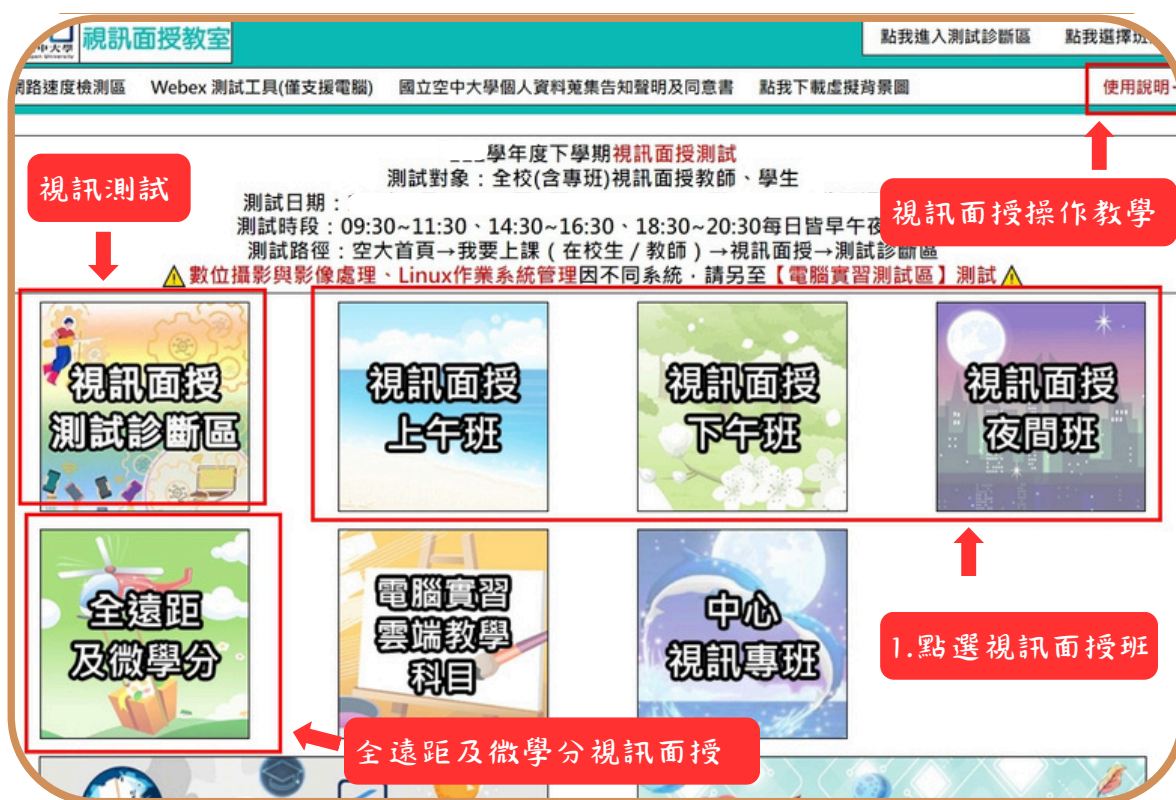 中大學 視訊面授教室
點我進入測試診斷區 點我選擇班
網路速度檢測區 Webex 測試工具(僅支援電腦) 國立空中大學個人資料蒐集告知聲明及同意書 點我下載虛擬背景圖 使用說明
學年度下學期視訊面授測試
測試對象：全校(含專班)視訊面授教師、學生
測試日期：
測試時段：09:30~11:30、14:30~16:30、18:30~20:30每日皆早午夜
測試路徑：空大首頁→我要上課（在校生／教師）→視訊面授→測試診斷區
⚠數位攝影與影像處理、Linux作業系統管理因不同系統，請另至【電腦實習測試區】測試⚠
視訊測試
視訊面授操作教學
視訊面授
測試診斷區
視訊面授
上午班
視訊面授
下午班
視訊面授
夜間班
全遠距
及微學分
電腦實習
雲端教學
科目
中心
視訊專班
1.點選視訊面授班
全遠距及微學分視訊面授